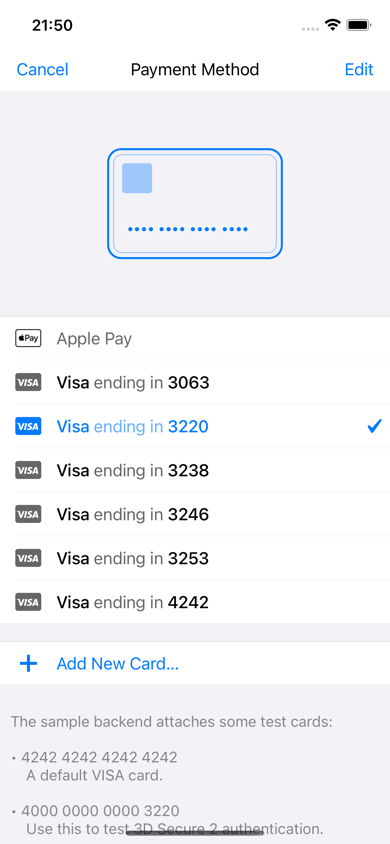 21:50
Cancel Payment Method Edit
Pay Apple Pay
VISA Visa ending in 3063
VISA Visa ending in 3220
VISA Visa ending in 3238
VISA Visa ending in 3246
VISA Visa ending in 3253
VISA Visa ending in 4242
+ Add New Card...
The sample backend attaches some test cards:
• 4242 4242 4242 4242
A default VISA card.
• 4000 0000 0000 3220
Use this to test 3D Secure 2 authentication.